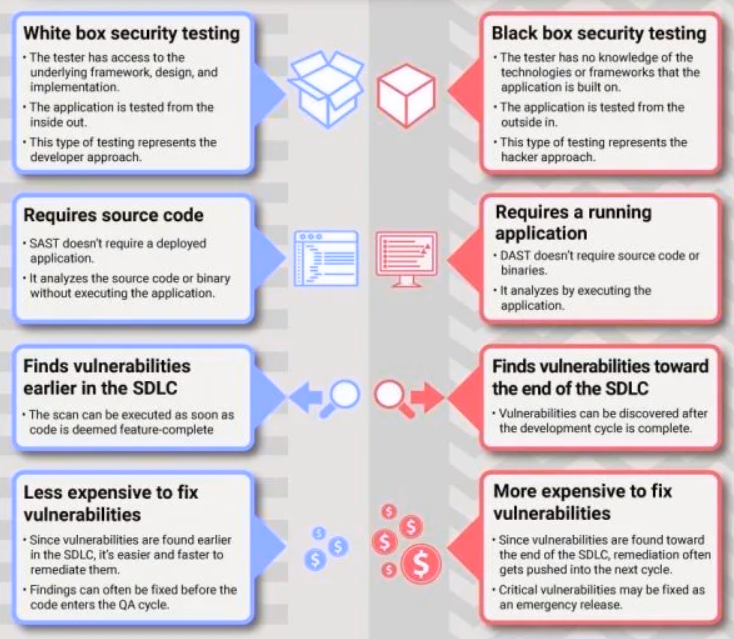 White box security testing
• The tester has access to the
underlying framework, design, and
implementation.
• The application is tested from the
inside out.
• This type of testing represents the
developer approach.
Black box security testing
• The tester has no knowledge of the
technologies or frameworks that the
application is built on.
• The application is tested from the
outside in.
• This type of testing represents the
hacker approach.
Requires source code
• SAST doesn't require a deployed
application.
• It analyzes the source code or binary
without executing the application.
Requires a running
application
• DAST doesn't require source code or
binaries.
• It analyzes by executing the
application.
Finds vulnerabilities
earlier in the SDLC
• The scan can be executed as soon as
code is deemed feature-complete
Finds vulnerabilities toward
the end of the SDLC
• Vulnerabilities can be discovered after
the development cycle is complete.
Less expensive to fix
vulnerabilities
• Since vulnerabilities are found earlier
in the SDLC, it's easier and faster to
remediate them.
• Findings can often be fixed before the
code enters the QA cycle.
$
$
$
$
$
$
$
$
More expensive to fix
vulnerabilities
• Since vulnerabilities are found toward
the end of the SDLC, remediation often
gets pushed into the next cycle.
• Critical vulnerabilities may be fixed as
an emergency release.